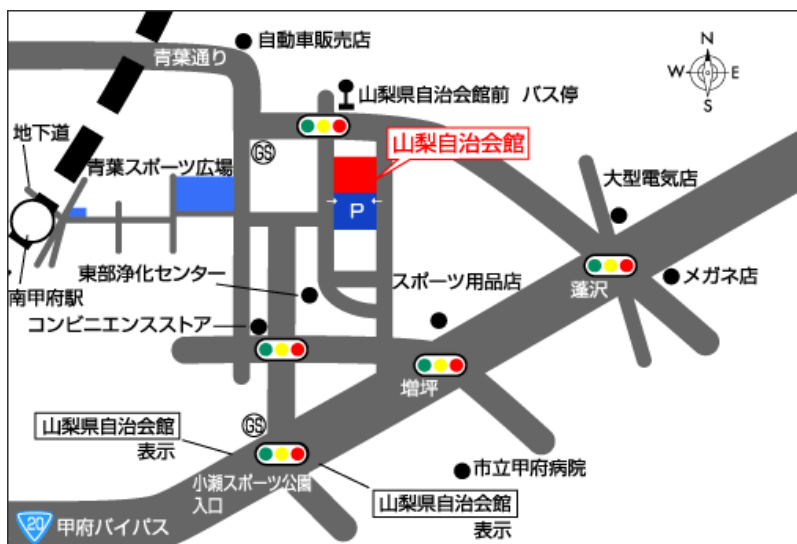 自動車販売店
青葉通り
N
W E
S
山梨県自治会館前 バス停
地下道
GS
山梨自治会館
青葉スポーツ広場
大型電気店
P
東部浄化センター
スポーツ用品店
メガネ店
南甲府駅
蓬沢
コンビニエンスストア
増坪
GS
山梨県自治会館
表示
市立甲府病院
小瀬スポーツ公園
入口
山梨県自治会館
表示
20 甲府バイパス